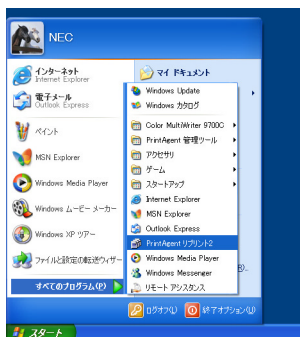 NEC
インターネット
Internet Explorer
電子メール
Outlook Express
ペイント
MSN Explorer
Windows Media Player
Windows ムービー メーカー
Windows XP ツアー
ファイルと設定の転送ウィザー
すべてのプログラム(P)
マイ ドキュメント
Windows Update
Windows カタログ
Color MultiWriter 9700C
PrintAgent 管理ツール
アクセサリ
ゲーム
スタートアップ
Internet Explorer
MSN Explorer
Outlook Express
PrintAgent リプリント2
Windows Media Player
Windows Messenger
リモート アシスタンス
ログオフ(L)
終了オプション(U)
スタート